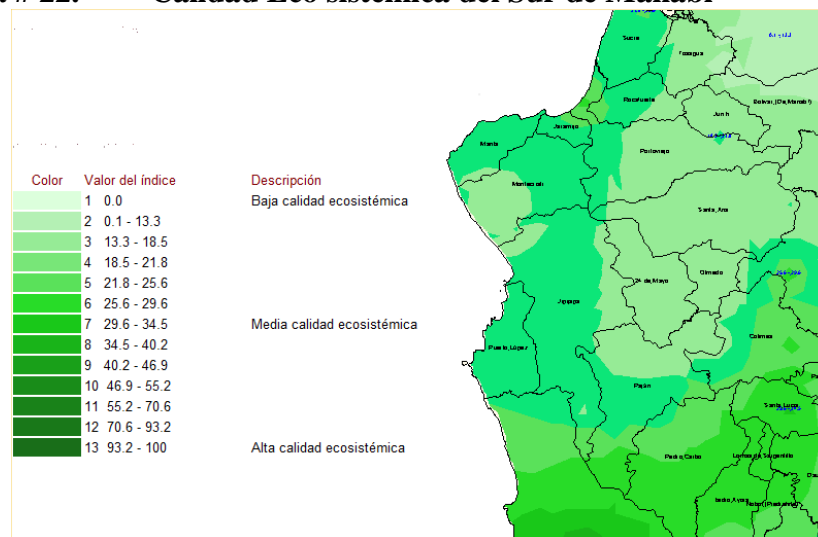 # 22. Calidad Eco sistémica del Sur de Manabí
Color Valor del índice Descripción
1 0.0 Baja calidad ecosistémica
2 0.1 - 13.3
3 13.3 - 18.5
4 18.5 - 21.8
5 21.8 - 25.6
6 25.6 - 29.6
7 29.6 - 34.5 Media calidad ecosistémica
8 34.5 - 40.2
9 40.2 - 46.9
10 46.9 - 55.2
11 55.2 - 70.6
12 70.6 - 93.2
13 93.2 - 100 Alta calidad ecosistémica
Sucre
Tosagua
Rocafuerte
Bolívar, (De, Manabí)
Junín
Jaramijó
Manta
Portoviejo
Montecristi
Santa, Ana
Olmedo
24 de, Mayo
Jipijapa
Colimes
Puerto, López
Paján
Santa, Lucía
Pedro, Carbo
Lomas, de, Sargentillo
Isidro, Ayora